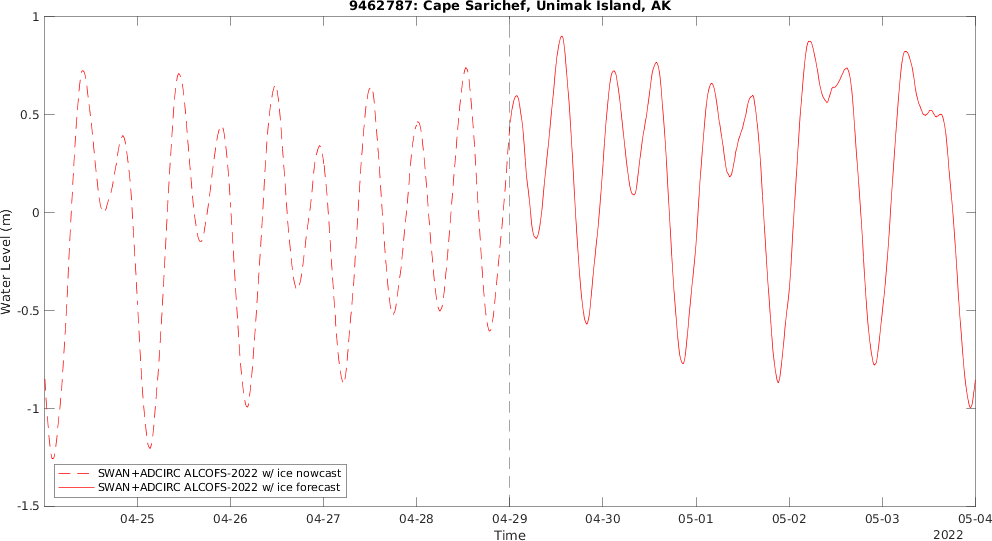 9462787: Cape Sarichef, Unimak Island, AK
1
0.5
0
-0.5
-1
-1.5
Water Level (m)
SWAN+ADCIRC ALCOFS-2022 w/ ice nowcast
SWAN+ADCIRC ALCOFS-2022 w/ ice forecast
04-25 04-26 04-27 04-28 04-29 04-30 05-01 05-02 05-03 05-04
Time
2022